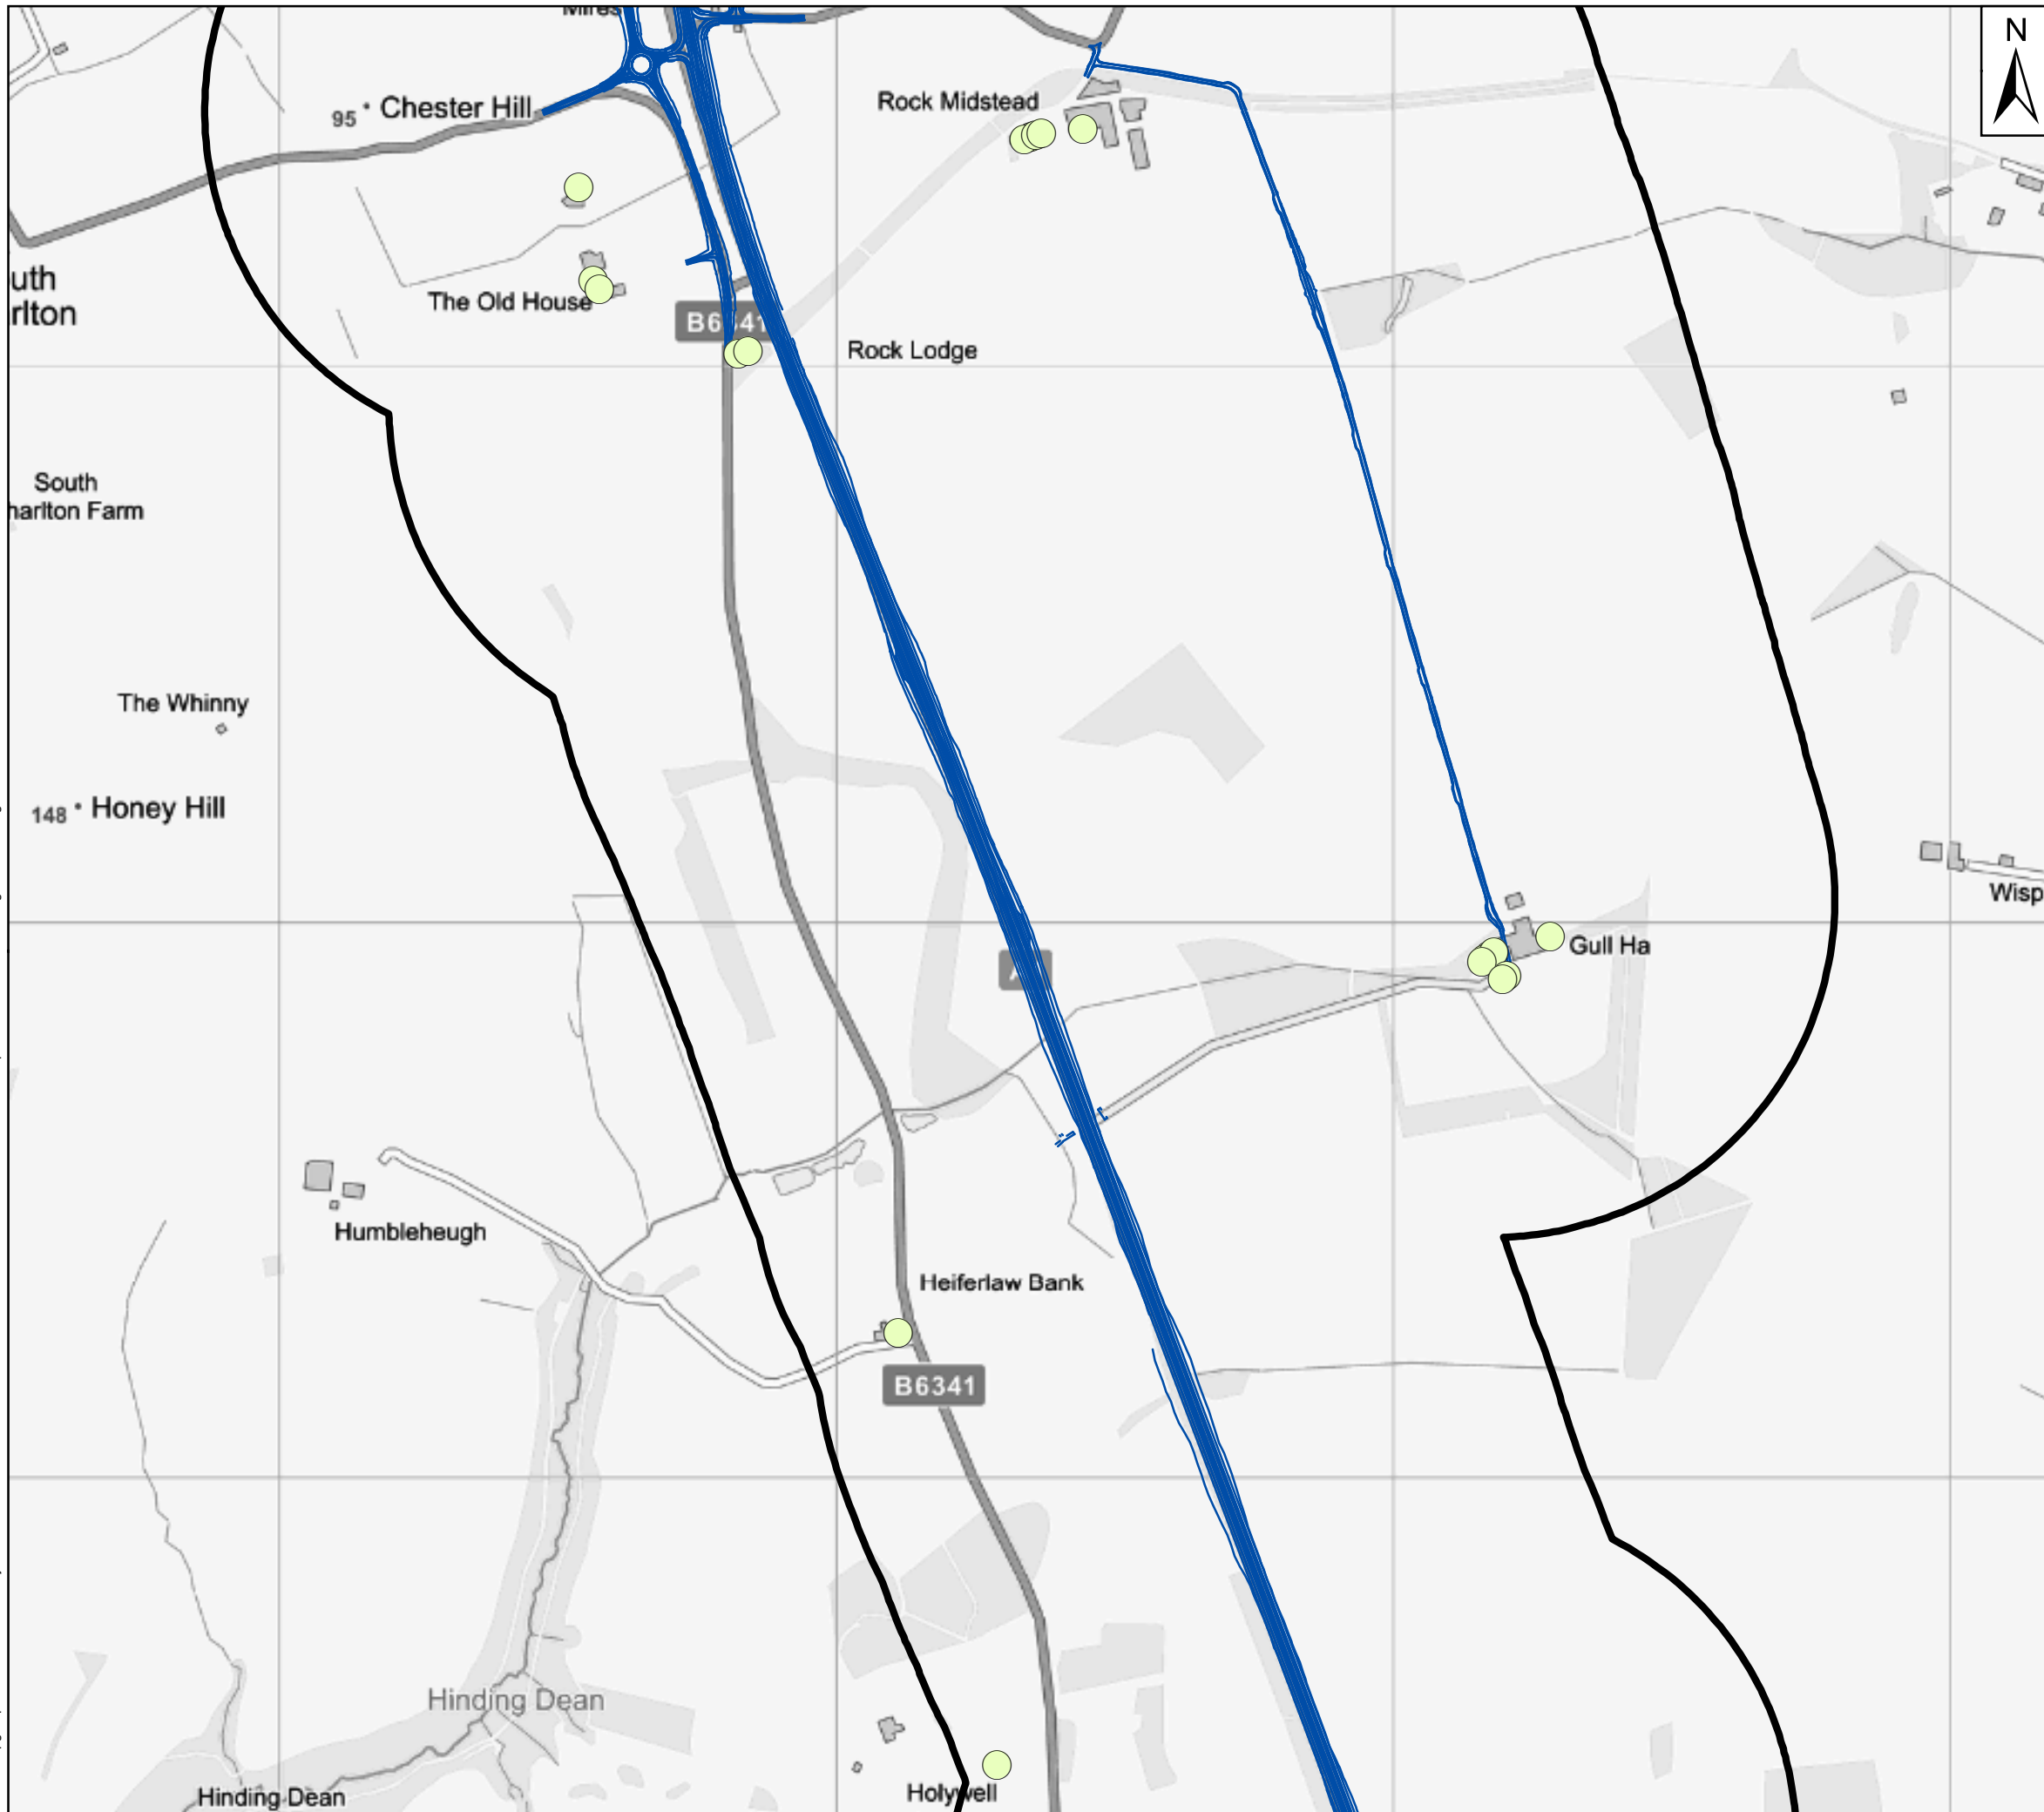 N
95
Chester Hill
Rock Midstead
uth
rlton
The Old House
Rock Lodge
South
harlton Farm
The Whinny
148
Honey Hill
Wisp
Gull Ha
Humbleheugh
Heiferlaw Bank
B6341
Hinding Dean
Holywell
Hinding Dean